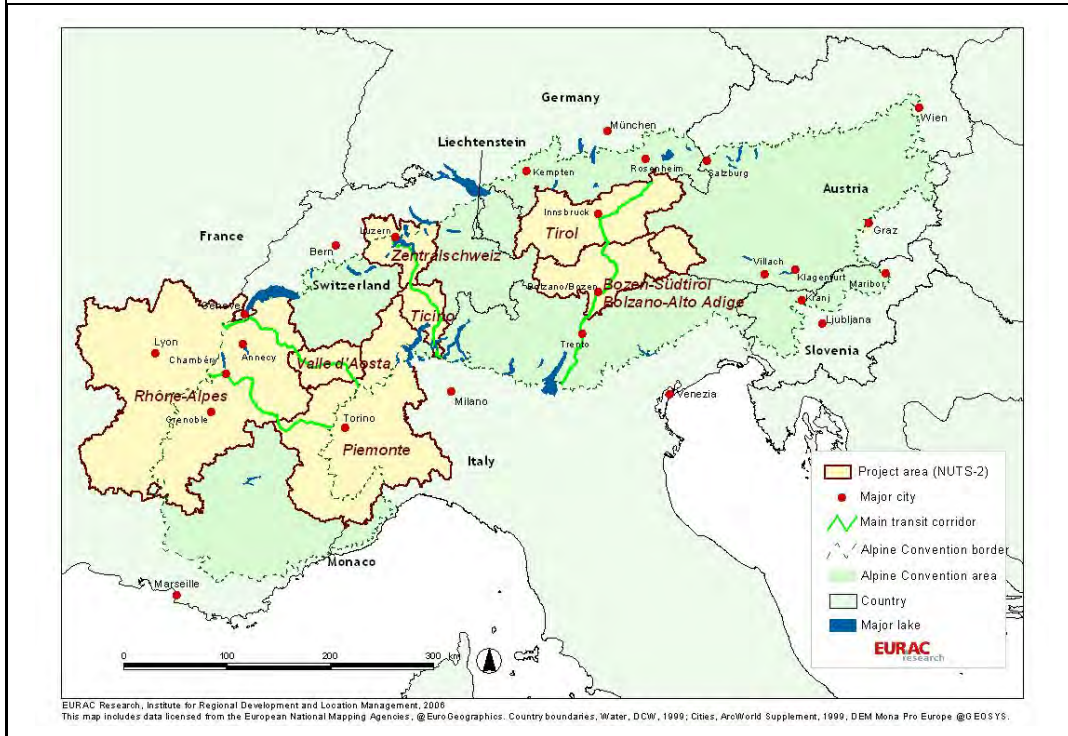 Germany
München
Wien
Liechtenstein
Kempten
Rosenheim
Salzburg
Austria
Innsbruck
Tirol
France
Luzern
Bern
Zentralschweiz
Graz
Villach
Klagenfurt
Maribor
Switzerland
Bolzano/Bozen
Bozen-Südtirol
Bolzano-Alto Adige
Kranj
Ljubljana
Geneve
Ticino
Trento
Slovenia
Lyon
Annecy
Chambéri
Valle d'Aosta
Milano
Venezia
Rhône-Alpes
Grenoble
Torino
Piemonte
Italy
Monaco
Marseille
Project area (NUTS-2)
Major city
Main transit corridor
Alpine Convention border
Alpine Convention area
Country
Major lake
EURAC
research
0 100 200 300 km
EURAC Research, Institute for Regional Development and Location Management, 2006
This map includes data licensed from the European National Mapping Agencies, @EuroGeographics. Country boundaries, Water, DCW, 1999; Cities, ArcWorld Supplement, 1999, DEM Mona Pro Europe @GEOSYS.